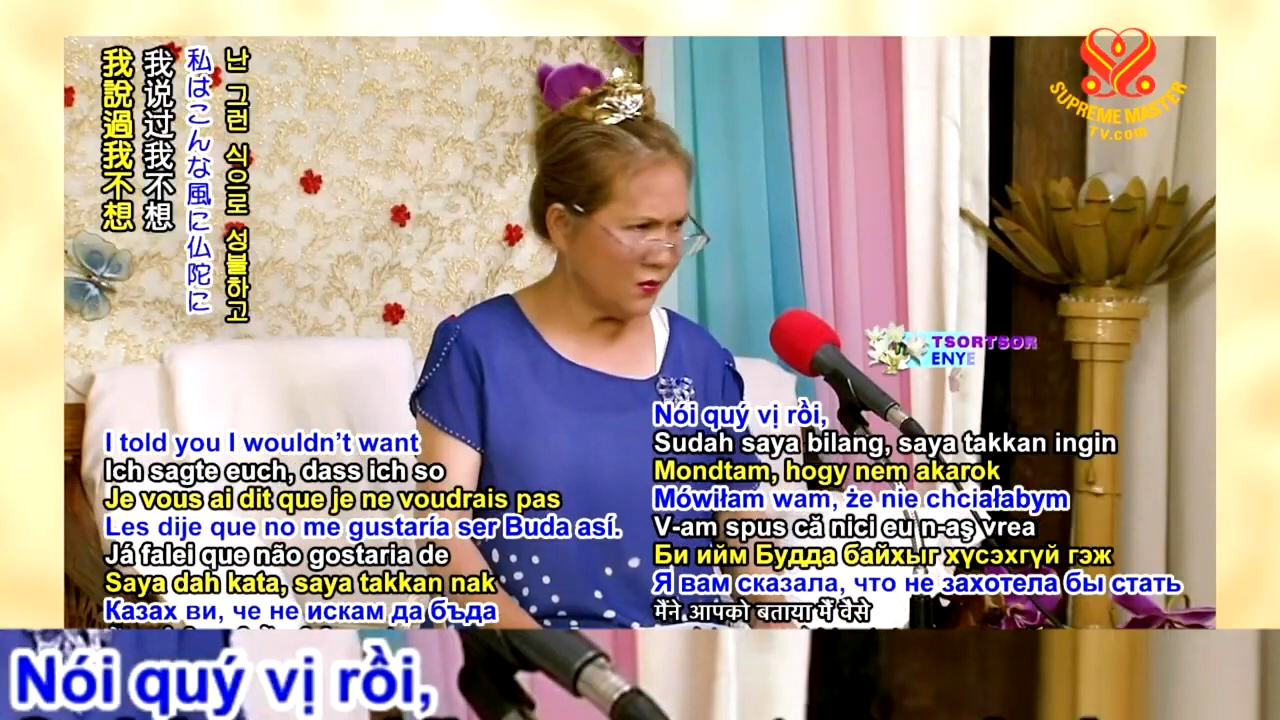 我說過我不想
我说过我不想
私はこんな風に仏陀に
난 그런 식으로 성불하고
SUPREME MASTER
TV.com
TSORTSOR
ENYE
I told you I wouldn't want
Ich sagte euch, dass ich so
Je vous ai dit que je ne voudrais pas
Les dije que no me gustaría ser Buda así.
Já falei que não gostaria de
Saya dah kata, saya takkan nak
Казах ви, че не искам да бъда
Nói quý vị rồi,
Sudah saya bilang, saya takkan ingin
Mondtam, hogy nem akarok
Mówiłam wam, że nie chciałabym
V-am spus că nici eu n-aş vrea
Би ийм Будда байхыг хүсэхгүй гэж
Я вам сказала, что не захотела бы стать
मैंने आपको बताया मैं वैसे
Nói quý vị rồi,